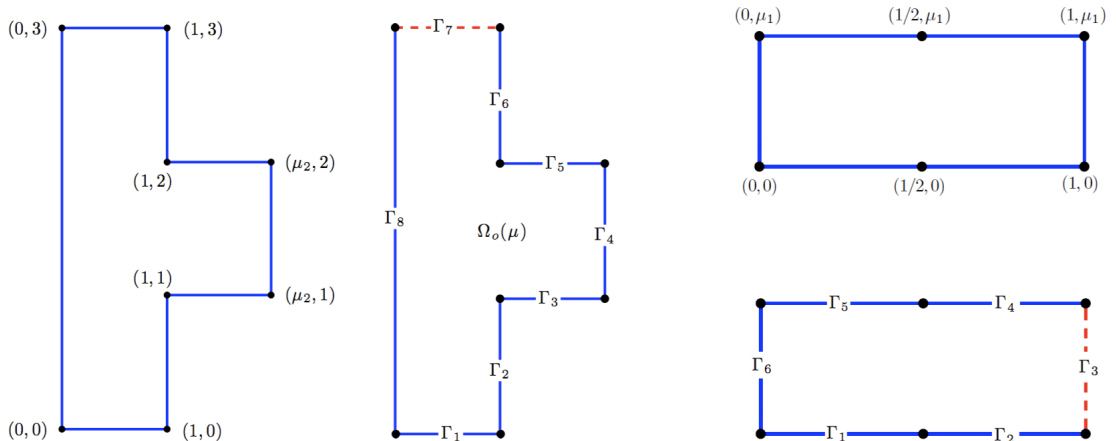 (0, 3)
(1, 3)
(1, 2)
(μ₂, 2)
(1, 1)
(μ₂, 1)
(0, 0)
(1, 0)
Γ₇
Γ₆
Γ₅
Γ₈
Ω₀(μ)
Γ₄
Γ₃
Γ₂
Γ₁
(0, μ₁)
(1/2, μ₁)
(1, μ₁)
(0, 0)
(1/2, 0)
(1, 0)
Γ₅
Γ₄
Γ₆
Γ₃
Γ₁
Γ₂